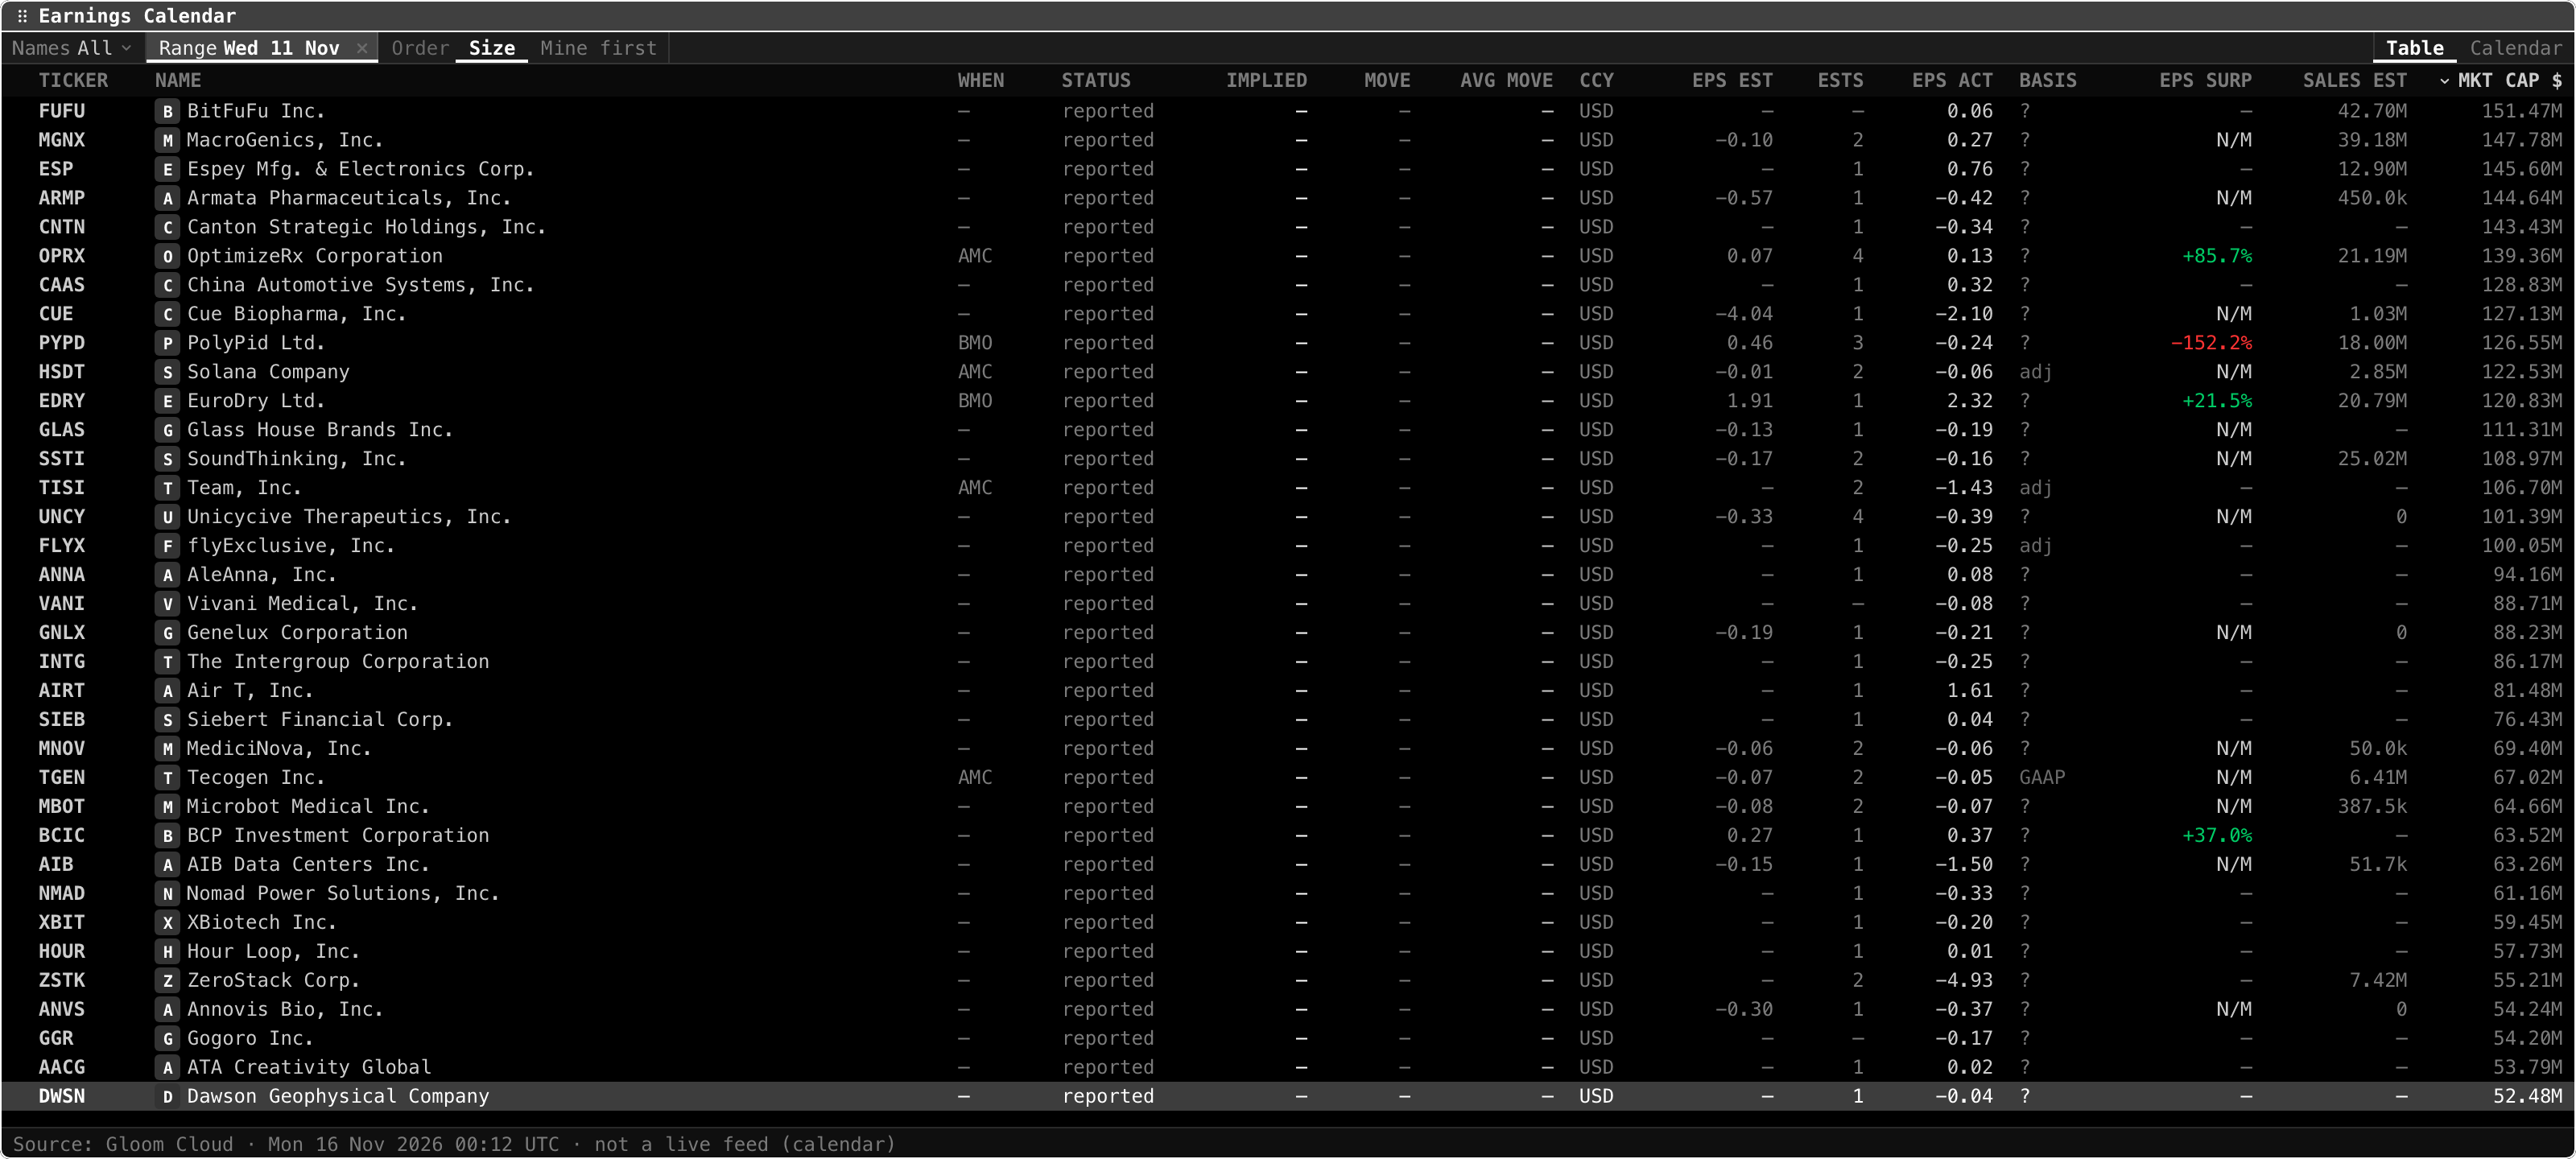 ⠿ Earnings Calendar
Names All Range Wed 11 Nov × Order Size Mine first Table Calendar
TICKER NAME WHEN STATUS IMPLIED MOVE AVG MOVE CCY EPS EST ESTS EPS ACT BASIS EPS SURP SALES EST MKT CAP $
FUFU B BitFuFu Inc. — reported — — — USD — — 0.06 ? — 42.70M 151.47M
MGNX M MacroGenics, Inc. — reported — — — USD −0.10 2 0.27 ? N/M 39.18M 147.78M
ESP E Espey Mfg. & Electronics Corp. — reported — — — USD — 1 0.76 ? — 12.90M 145.60M
ARMP A Armata Pharmaceuticals, Inc. — reported — — — USD −0.57 1 −0.42 ? N/M 450.0k 144.64M
CNTN C Canton Strategic Holdings, Inc. — reported — — — USD — 1 −0.34 ? — — 143.43M
OPRX O OptimizeRx Corporation AMC reported — — — USD 0.07 4 0.13 ? +85.7% 21.19M 139.36M
CAAS C China Automotive Systems, Inc. — reported — — — USD — 1 0.32 ? — — 128.83M
CUE C Cue Biopharma, Inc. — reported — — — USD −4.04 1 −2.10 ? N/M 1.03M 127.13M
PYPD P PolyPid Ltd. BMO reported — — — USD 0.46 3 −0.24 ? −152.2% 18.00M 126.55M
HSDT S Solana Company AMC reported — — — USD −0.01 2 −0.06 adj N/M 2.85M 122.53M
EDRY E EuroDry Ltd. BMO reported — — — USD 1.91 1 2.32 ? +21.5% 20.79M 120.83M
GLAS G Glass House Brands Inc. — reported — — — USD −0.13 1 −0.19 ? N/M — 111.31M
SSTI S SoundThinking, Inc. — reported — — — USD −0.17 2 −0.16 ? N/M 25.02M 108.97M
TISI T Team, Inc. AMC reported — — — USD — 2 −1.43 adj — — 106.70M
UNCY U Unicycive Therapeutics, Inc. — reported — — — USD −0.33 4 −0.39 ? N/M 0 101.39M
FLYX F flyExclusive, Inc. — reported — — — USD — 1 −0.25 adj — — 100.05M
ANNA A AleAnna, Inc. — reported — — — USD — 1 0.08 ? — — 94.16M
VANI V Vivani Medical, Inc. — reported — — — USD — — −0.08 ? — — 88.71M
GNLX G Genelux Corporation — reported — — — USD −0.19 1 −0.21 ? N/M 0 88.23M
INTG T The Intergroup Corporation — reported — — — USD — 1 −0.25 ? — — 86.17M
AIRT A Air T, Inc. — reported — — — USD — 1 1.61 ? — — 81.48M
SIEB S Siebert Financial Corp. — reported — — — USD — 1 0.04 ? — — 76.43M
MNOV M MediciNova, Inc. — reported — — — USD −0.06 2 −0.06 ? N/M 50.0k 69.40M
TGEN T Tecogen Inc. AMC reported — — — USD −0.07 2 −0.05 GAAP N/M 6.41M 67.02M
MBOT M Microbot Medical Inc. — reported — — — USD −0.08 2 −0.07 ? N/M 387.5k 64.66M
BCIC B BCP Investment Corporation — reported — — — USD 0.27 1 0.37 ? +37.0% — 63.52M
AIB A AIB Data Centers Inc. — reported — — — USD −0.15 1 −1.50 ? N/M 51.7k 63.26M
NMAD N Nomad Power Solutions, Inc. — reported — — — USD — 1 −0.33 ? — — 61.16M
XBIT X XBiotech Inc. — reported — — — USD — 1 −0.20 ? — — 59.45M
HOUR H Hour Loop, Inc. — reported — — — USD — 1 0.01 ? — — 57.73M
ZSTK Z ZeroStack Corp. — reported — — — USD — 2 −4.93 ? — 7.42M 55.21M
ANVS A Annovis Bio, Inc. — reported — — — USD −0.30 1 −0.37 ? N/M 0 54.24M
GGR G Gogoro Inc. — reported — — — USD — — −0.17 ? — — 54.20M
AACG A ATA Creativity Global — reported — — — USD — 1 0.02 ? — — 53.79M
DWSN D Dawson Geophysical Company — reported — — — USD — 1 −0.04 ? — — 52.48M
Source: Gloom Cloud · Mon 16 Nov 2026 00:12 UTC · not a live feed (calendar)